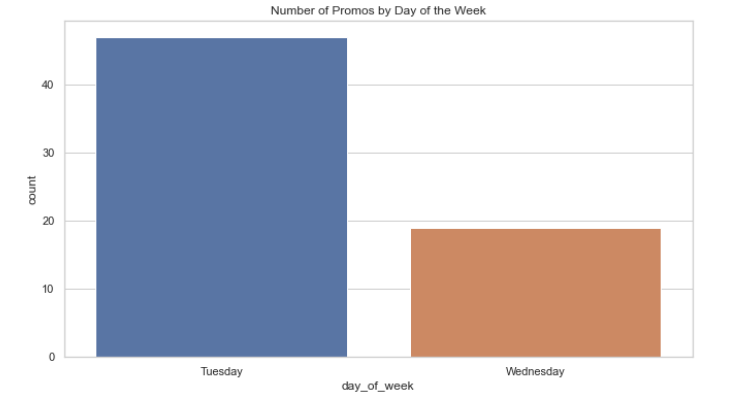 Number of Promos by Day of the Week
40
30
20
10
0
count
Tuesday Wednesday
day_of_week